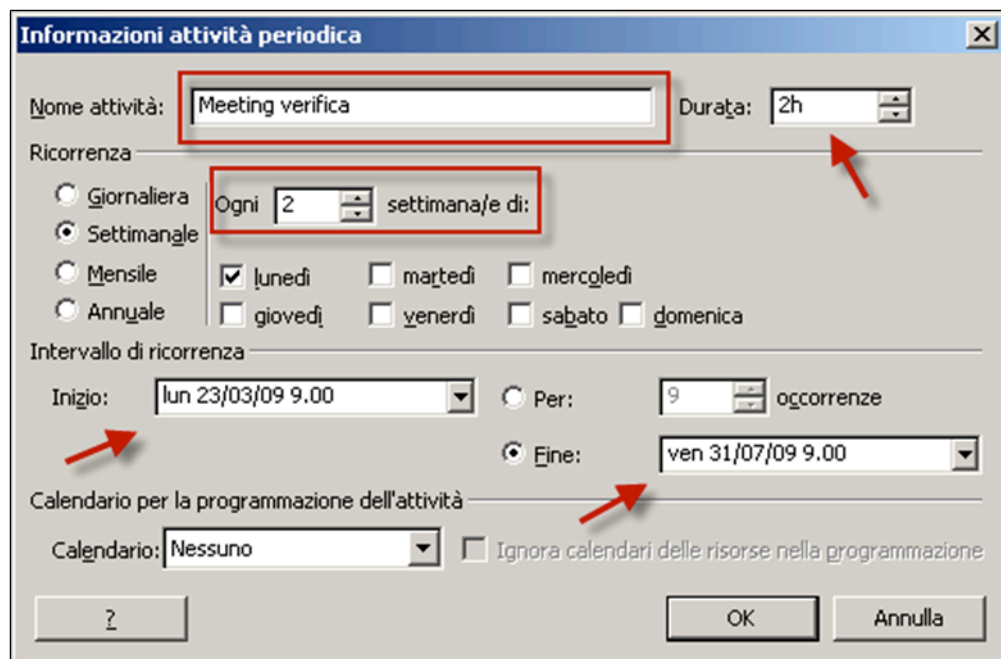 Informazioni attività periodica
Nome attività: Meeting verifica Durata: 2h
Ricorrenza
Giornaliera
Settimanale
Mensile
Annuale
Ogni 2 settimana/e di:
lunedì martedì mercoledì
giovedì venerdì sabato domenica
Intervallo di ricorrenza
Inizio: lun 23/03/09 9.00 Per: 9 occorrenze
Fine: ven 31/07/09 9.00
Calendario per la programmazione dell'attività
Calendario: Nessuno Ignora calendari delle risorse nella programmazione
? OK Annulla